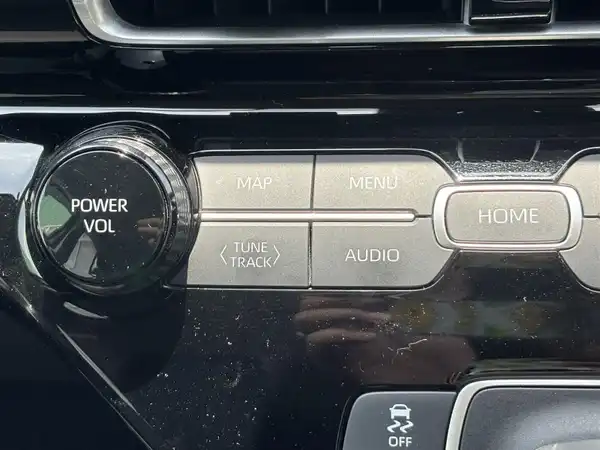 POWER
VOL
MAP
MENU
HOME
TUNE
TRACK
AUDIO
OFF